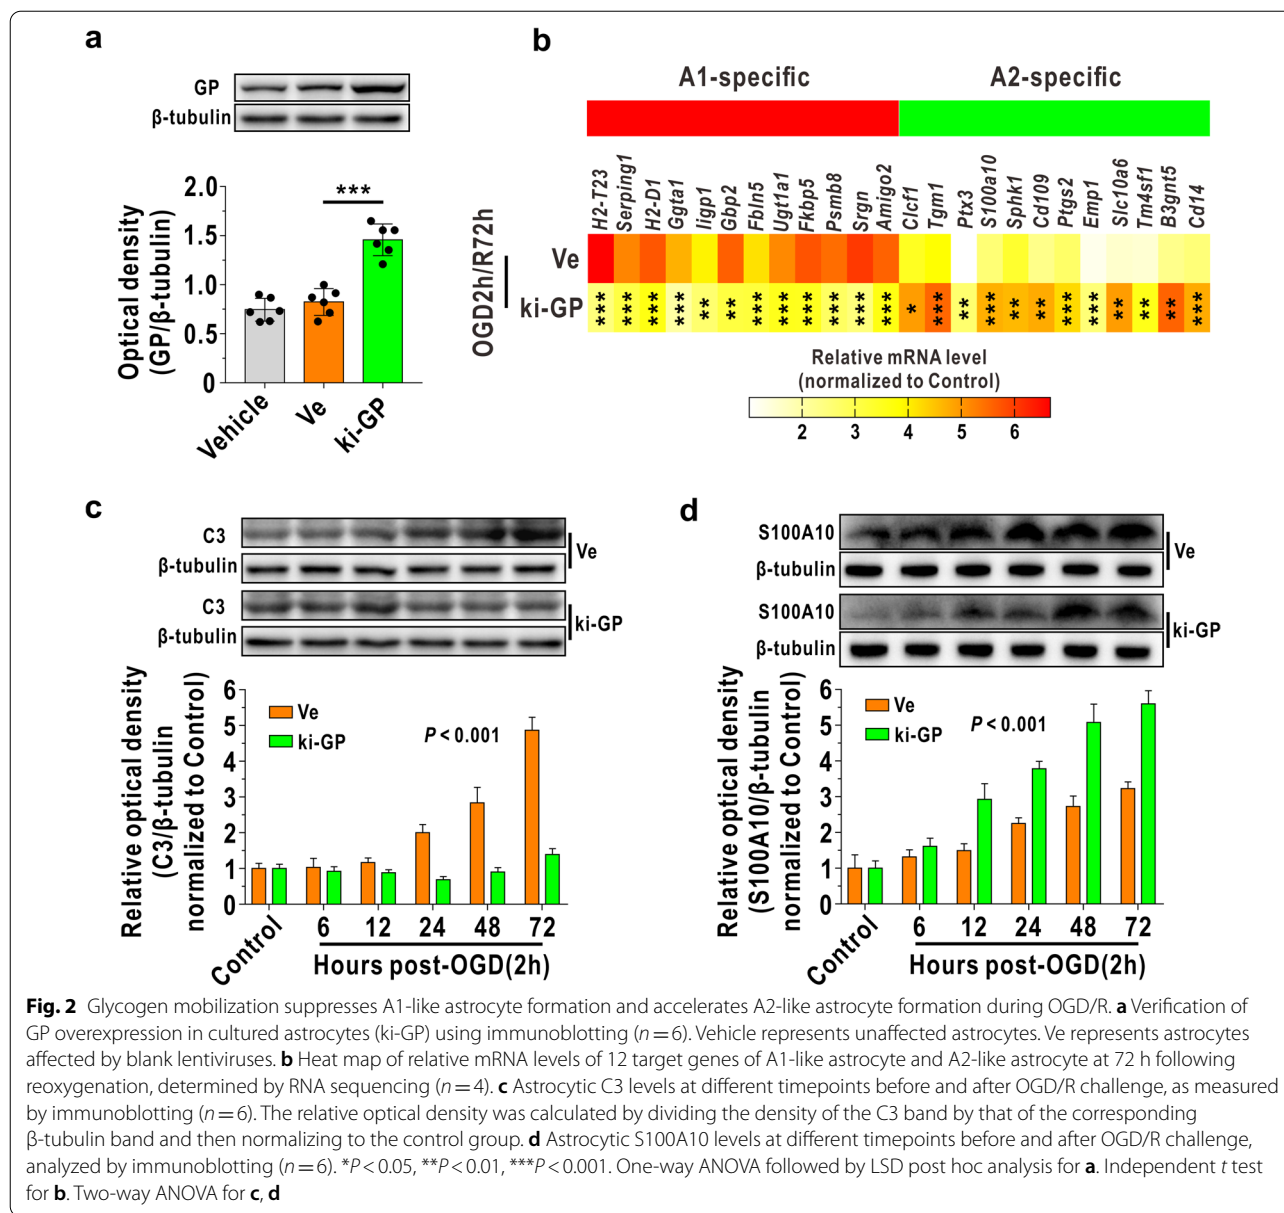 a
GP
β-tubulin
Optical density
(GP/β-tubulin)
2.0
1.5
1.0
0.5
0
***
Vehicle
Ve
ki-GP
b
A1-specific
A2-specific
H2-T23
Serping1
H2-D1
Ggta1
Iigp1
Gbp2
Fbln5
Ugt1a1
Fkbp5
Psmb8
Srgn
Amigo2
Clcf1
Tgm1
Ptx3
S100a10
Sphk1
Cd109
Ptgs2
Emp1
Slc10a6
Tm4sf1
B3gnt5
Cd14
OGD2h/R72h
Ve
ki-GP
*** *** *** *** ** ** *** *** *** *** *** *** * *** ** *** ** ** *** *** ** ** ** ***
Relative mRNA level
(normalized to Control)
2 3 4 5 6
c
C3
β-tubulin
Ve
C3
β-tubulin
ki-GP
Relative optical density
(C3/β-tubulin
normalized to Control)
6
5
4
3
2
1
0
Ve
ki-GP
P < 0.001
Control
6 12 24 48 72
Hours post-OGD(2h)
d
S100A10
β-tubulin
Ve
S100A10
β-tubulin
ki-GP
Relative optical density
(S100A10/β-tubulin
normalized to Control)
6
5
4
3
2
1
0
Ve
ki-GP
P < 0.001
Control
6 12 24 48 72
Hours post-OGD(2h)
Fig. 2 Glycogen mobilization suppresses A1-like astrocyte formation and accelerates A2-like astrocyte formation during OGD/R. a Verification of
GP overexpression in cultured astrocytes (ki-GP) using immunoblotting (n = 6). Vehicle represents unaffected astrocytes. Ve represents astrocytes
affected by blank lentiviruses. b Heat map of relative mRNA levels of 12 target genes of A1-like astrocyte and A2-like astrocyte at 72 h following
reoxygenation, determined by RNA sequencing (n = 4). c Astrocytic C3 levels at different timepoints before and after OGD/R challenge, as measured
by immunoblotting (n = 6). The relative optical density was calculated by dividing the density of the C3 band by that of the corresponding
β-tubulin band and then normalizing to the control group. d Astrocytic S100A10 levels at different timepoints before and after OGD/R challenge,
analyzed by immunoblotting (n = 6). *P < 0.05, **P < 0.01, ***P < 0.001. One-way ANOVA followed by LSD post hoc analysis for a. Independent t test
for b. Two-way ANOVA for c, d